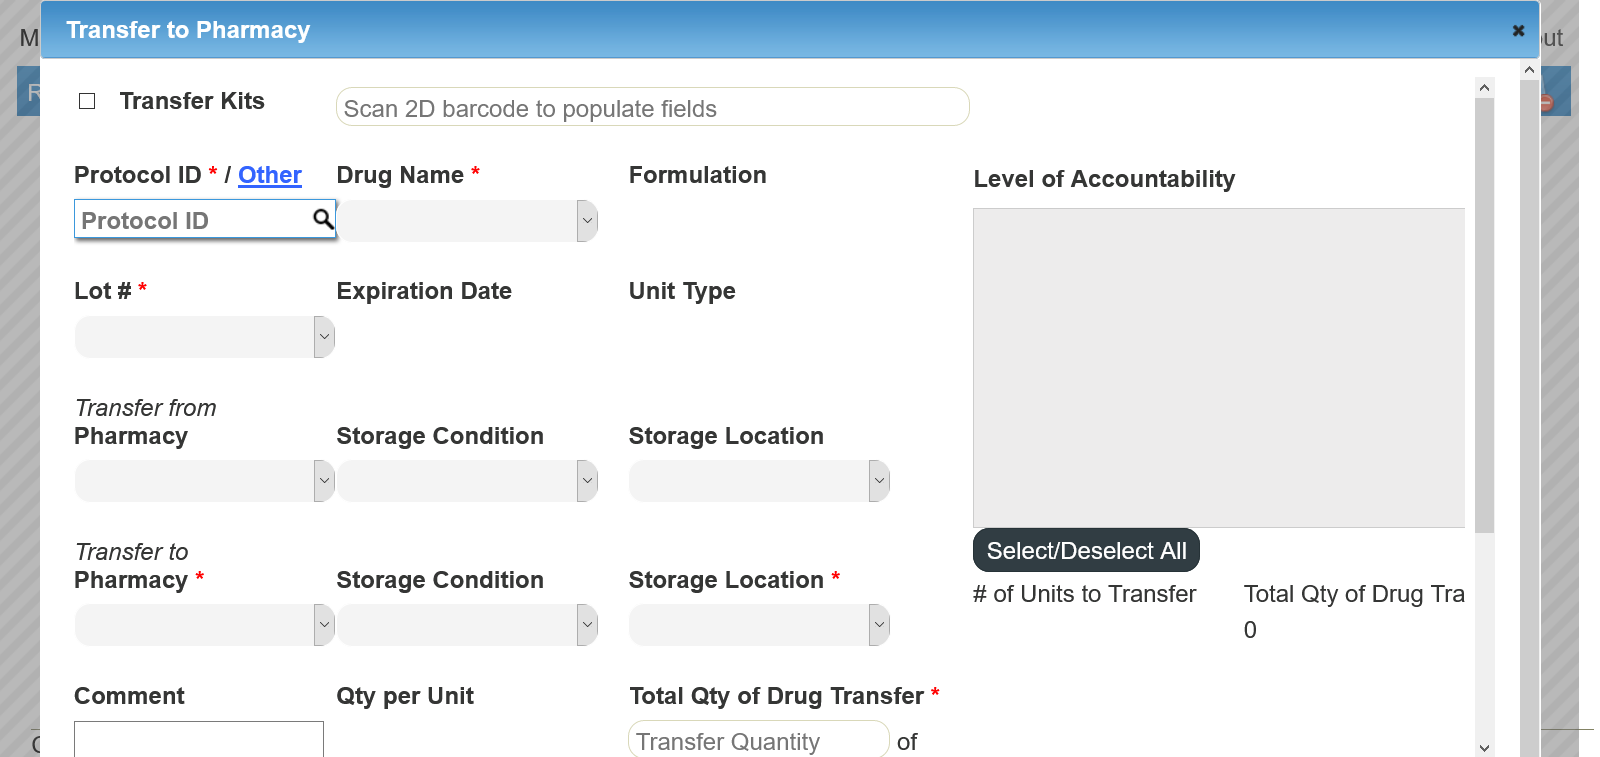 Transfer to Pharmacy
M
out
R
Transfer Kits
Scan 2D barcode to populate fields
Protocol ID * / Other
Drug Name *
Formulation
Level of Accountability
Protocol ID
Lot # *
Expiration Date
Unit Type
Transfer from
Pharmacy
Storage Condition
Storage Location
Transfer to
Pharmacy *
Storage Condition
Storage Location *
Select/Deselect All
# of Units to Transfer
Total Qty of Drug Tra
0
Comment
Qty per Unit
Total Qty of Drug Transfer *
Transfer Quantity
of